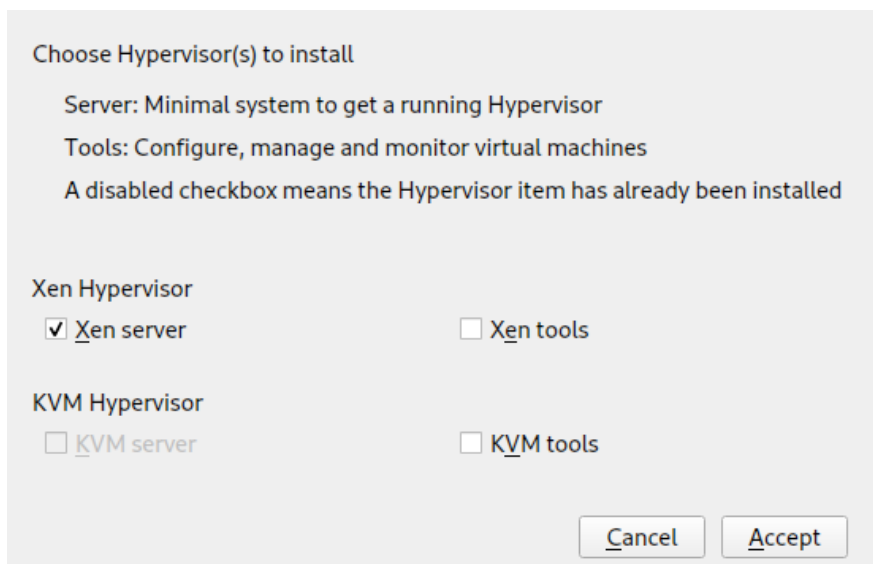 Choose Hypervisor(s) to install
Server: Minimal system to get a running Hypervisor
Tools: Configure, manage and monitor virtual machines
A disabled checkbox means the Hypervisor item has already been installed
Xen Hypervisor
Xen server Xen tools
KVM Hypervisor
KVM server KVM tools
Cancel Accept